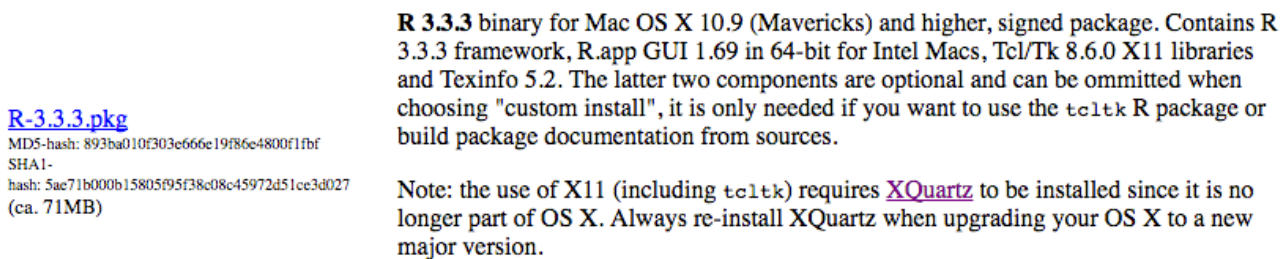 R-3.3.3.pkg
MD5-hash: 893ba010f303e666e19f86e4800f1fbf
SHA1-
hash: 5ae71b000b15805f95f38c08c45972d51ce3d027
(ca. 71MB)
R 3.3.3 binary for Mac OS X 10.9 (Mavericks) and higher, signed package. Contains R
3.3.3 framework, R.app GUI 1.69 in 64-bit for Intel Macs, Tcl/Tk 8.6.0 X11 libraries
and Texinfo 5.2. The latter two components are optional and can be ommitted when
choosing "custom install", it is only needed if you want to use the tcltk R package or
build package documentation from sources.
Note: the use of X11 (including tcltk) requires XQuartz to be installed since it is no
longer part of OS X. Always re-install XQuartz when upgrading your OS X to a new
major version.